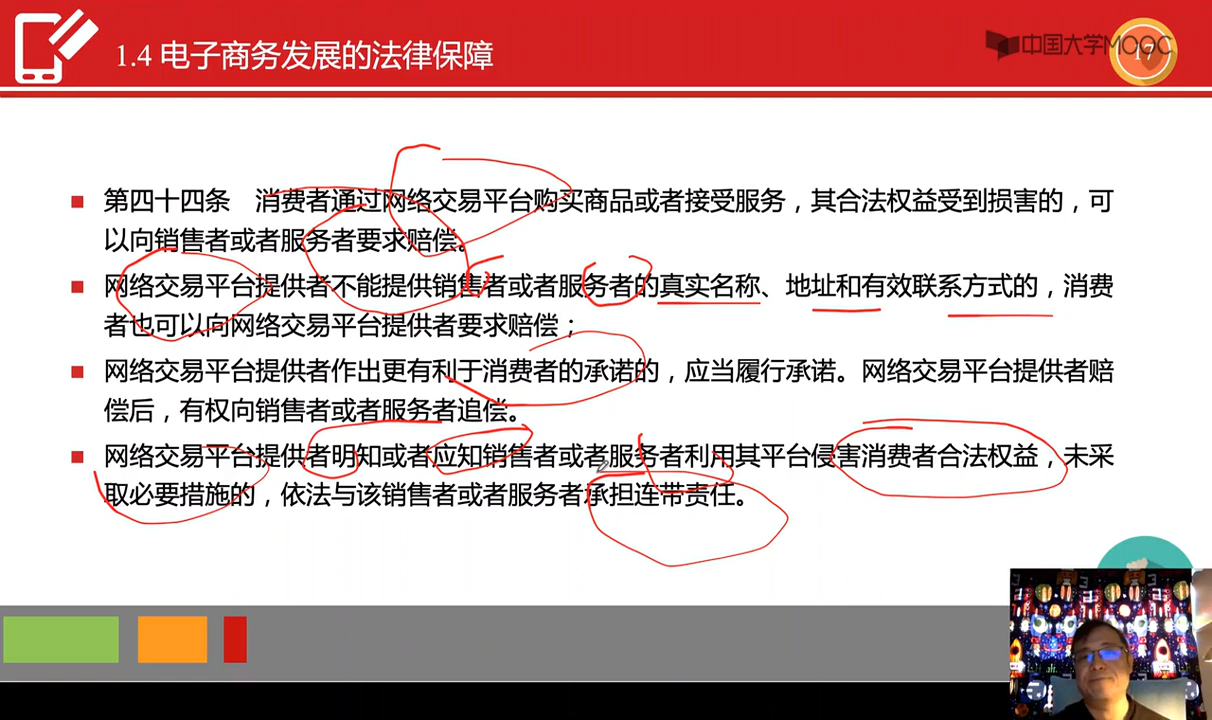 1.4 电子商务发展的法律保障
中国大学MOOC
17
第四十四条 消费者通过网络交易平台购买商品或者接受服务，其合法权益受到损害的，可
以向销售者或者服务者要求赔偿。
网络交易平台提供者不能提供销售者或者服务者的真实名称、地址和有效联系方式的，消费
者也可以向网络交易平台提供者要求赔偿；
网络交易平台提供者作出更有利于消费者的承诺的，应当履行承诺。网络交易平台提供者赔
偿后，有权向销售者或者服务者追偿。
网络交易平台提供者明知或者应知销售者或者服务者利用其平台侵害消费者合法权益，未采
取必要措施的，依法与该销售者或者服务者承担连带责任。